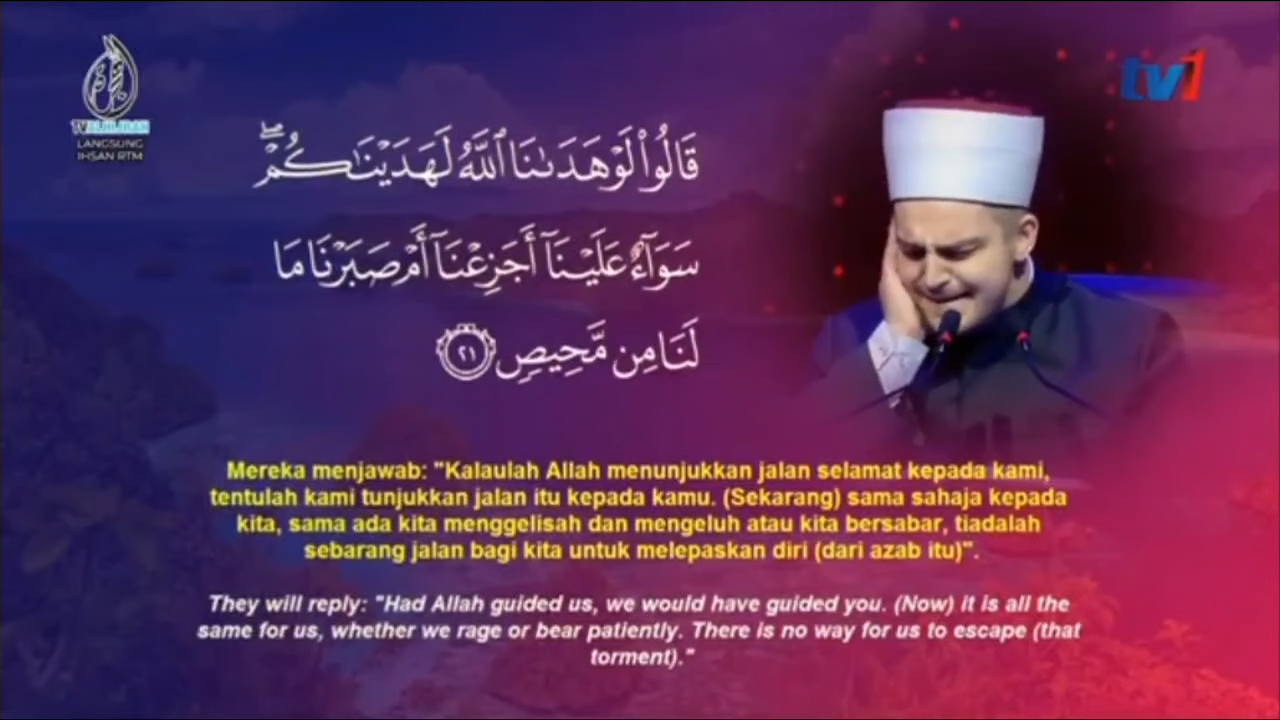 TVALHIJRAH
LANGSUNG
IHSAN RTM
tv1
قَالُوا۟ لَوْ هَدَىٰنَا ٱللَّهُ لَهَدَيْنَـٰكُمْ ۖ
سَوَآءٌ عَلَيْنَآ أَجَزِعْنَآ أَمْ صَبَرْنَا مَا
لَنَا مِن مَّحِيصٍ ٢١
Mereka menjawab: "Kalaulah Allah menunjukkan jalan selamat kepada kami,
tentulah kami tunjukkan jalan itu kepada kamu. (Sekarang) sama sahaja kepada
kita, sama ada kita menggelisah dan mengeluh atau kita bersabar, tiadalah
sebarang jalan bagi kita untuk melepaskan diri (dari azab itu)".
They will reply: "Had Allah guided us, we would have guided you. (Now) it is all the
same for us, whether we rage or bear patiently. There is no way for us to escape (that
torment)."